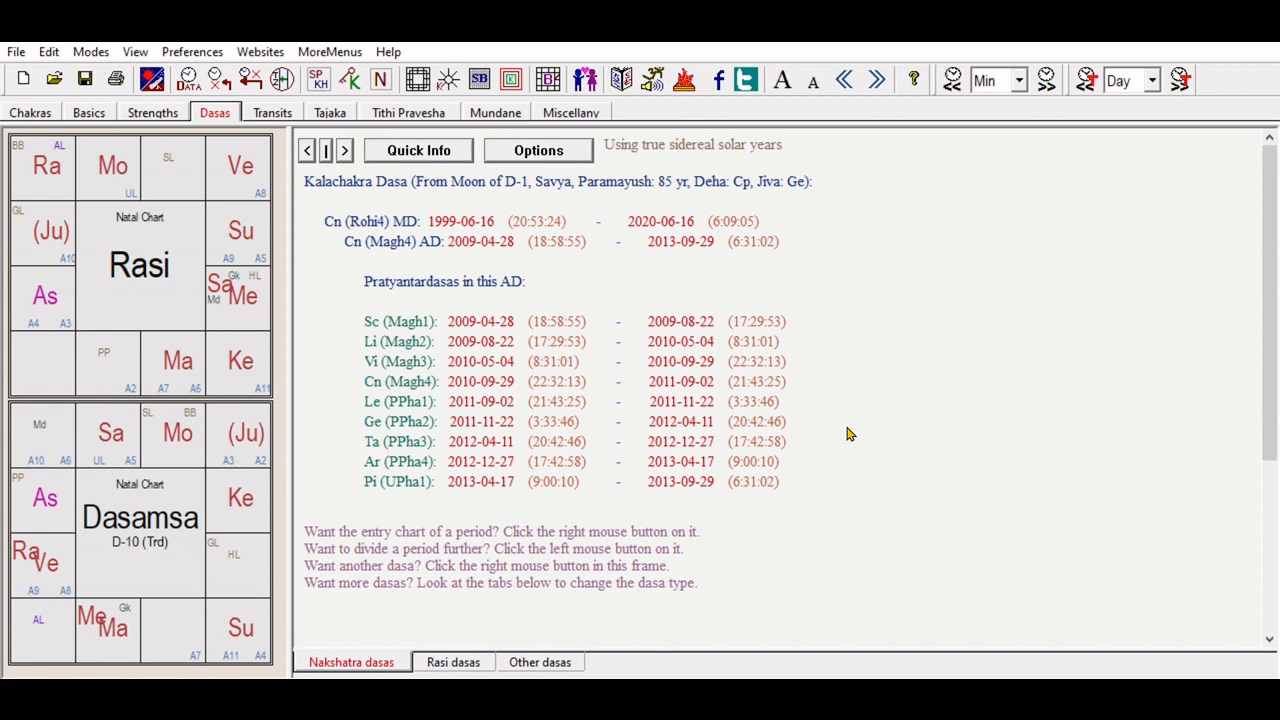 File Edit Modes View Preferences Websites MoreMenus Help
DATA SP KH k N SB K f t A A ? Min Day
Chakras Basics Strengths Dasas Transits Tajaka Tithi Pravesha Mundane Miscellany
BB AL Ra Mo UL SL Ve A8
GL (Ju) A10 Natal Chart Rasi Su A9 A5
As A4 A3 Sa Gk HL Md Me
PP A2 Ma A7 A6 Ke A11
Md A10 A6 Sa UL A5 SL BB Mo (Ju) A3 A2
PP As Natal Chart Dasamsa D-10 (Trd) Ke
Ra Ve A9 A8 GL HL
AL Me Gk Ma A7 Su A11 A4
< | > Quick Info Options Using true sidereal solar years
Kalachakra Dasa (From Moon of D-1, Savya, Paramayush: 85 yr, Deha: Cp, Jiva: Ge):
Cn (Rohi4) MD: 1999-06-16 (20:53:24) - 2020-06-16 (6:09:05)
Cn (Magh4) AD: 2009-04-28 (18:58:55) - 2013-09-29 (6:31:02)
Pratyantardasas in this AD:
Sc (Magh1): 2009-04-28 (18:58:55) - 2009-08-22 (17:29:53)
Li (Magh2): 2009-08-22 (17:29:53) - 2010-05-04 (8:31:01)
Vi (Magh3): 2010-05-04 (8:31:01) - 2010-09-29 (22:32:13)
Cn (Magh4): 2010-09-29 (22:32:13) - 2011-09-02 (21:43:25)
Le (PPha1): 2011-09-02 (21:43:25) - 2011-11-22 (3:33:46)
Ge (PPha2): 2011-11-22 (3:33:46) - 2012-04-11 (20:42:46)
Ta (PPha3): 2012-04-11 (20:42:46) - 2012-12-27 (17:42:58)
Ar (PPha4): 2012-12-27 (17:42:58) - 2013-04-17 (9:00:10)
Pi (UPha1): 2013-04-17 (9:00:10) - 2013-09-29 (6:31:02)
Want the entry chart of a period? Click the right mouse button on it.
Want to divide a period further? Click the left mouse button on it.
Want another dasa? Click the right mouse button in this frame.
Want more dasas? Look at the tabs below to change the dasa type.
Nakshatra dasas Rasi dasas Other dasas